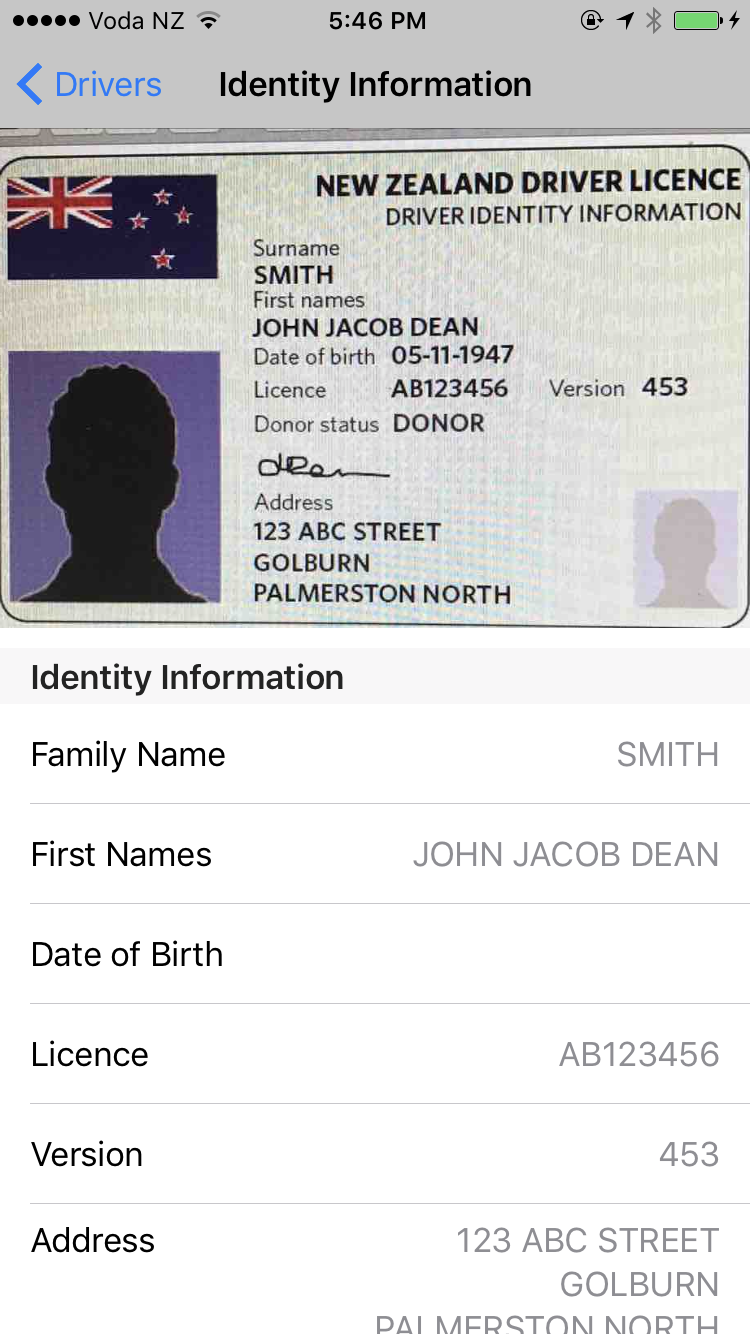 Voda NZ 5:46 PM
Drivers Identity Information
NEW ZEALAND DRIVER LICENCE
DRIVER IDENTITY INFORMATION
Surname
SMITH
First names
JOHN JACOB DEAN
Date of birth 05-11-1947
Licence AB123456 Version 453
Donor status DONOR
dean
Address
123 ABC STREET
GOLBURN
PALMERSTON NORTH
Identity Information
Family Name SMITH
First Names JOHN JACOB DEAN
Date of Birth
Licence AB123456
Version 453
Address 123 ABC STREET
GOLBURN
PALMERSTON NORTH